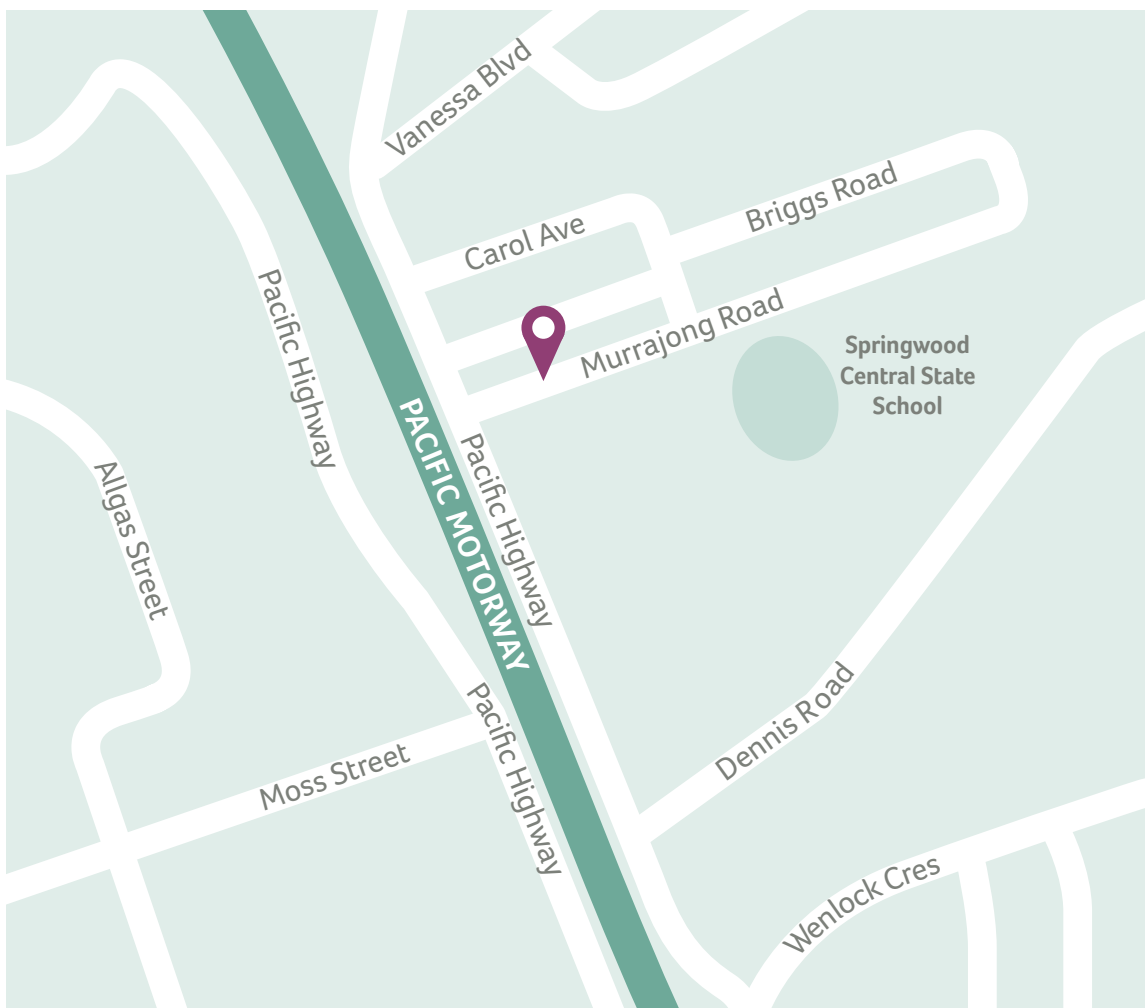 Vanessa Blvd
Briggs Road
Carol Ave
Pacific Highway
Murrajong Road
Springwood
Central State
School
PACIFIC MOTORWAY
Pacific Highway
Allgas Street
Dennis Road
Pacific Highway
Moss Street
Wenlock Cres